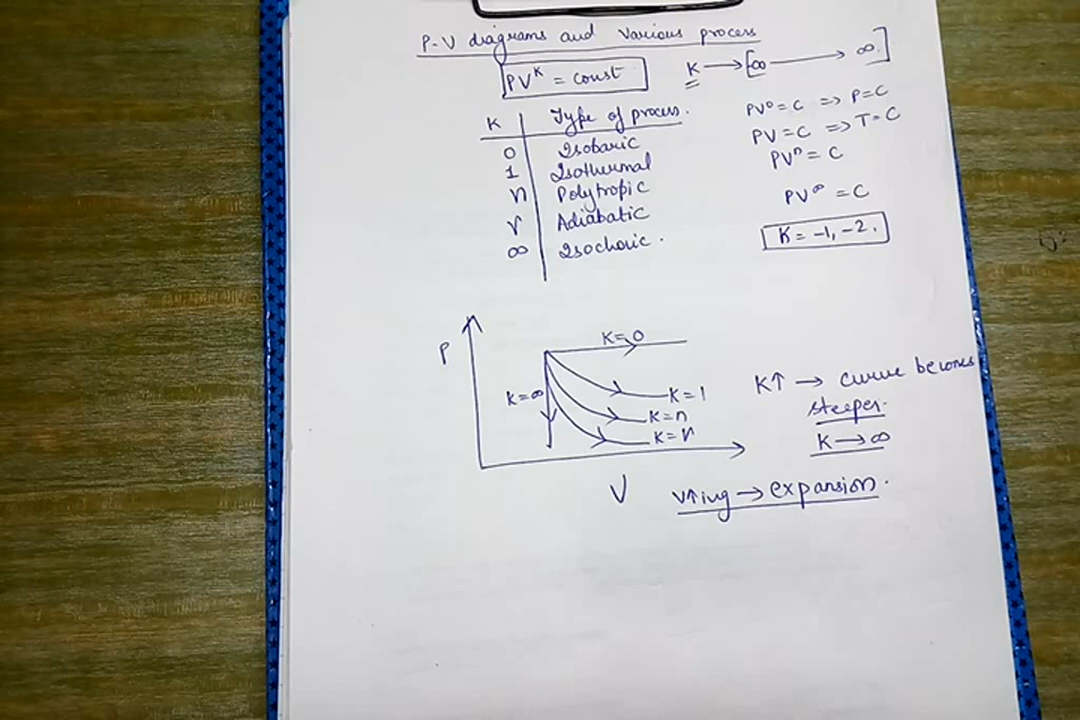 P-V diagrams and Various process
PV^K = const
K → [∞ → ∞]
K Type of process.
0 Isobaric
1 Isothermal
n Polytropic
γ Adiabatic
∞ Isochoric.
PV⁰ = C ⇒ P = C
PV = C ⇒ T = C
PVⁿ = C
PV^∞ = C
K = -1, -2.
P
K=0
K=∞
K=1
K=n
K=γ
V
K↑ → curve becomes
steeper.
K → ∞
V↑ing → expansion.